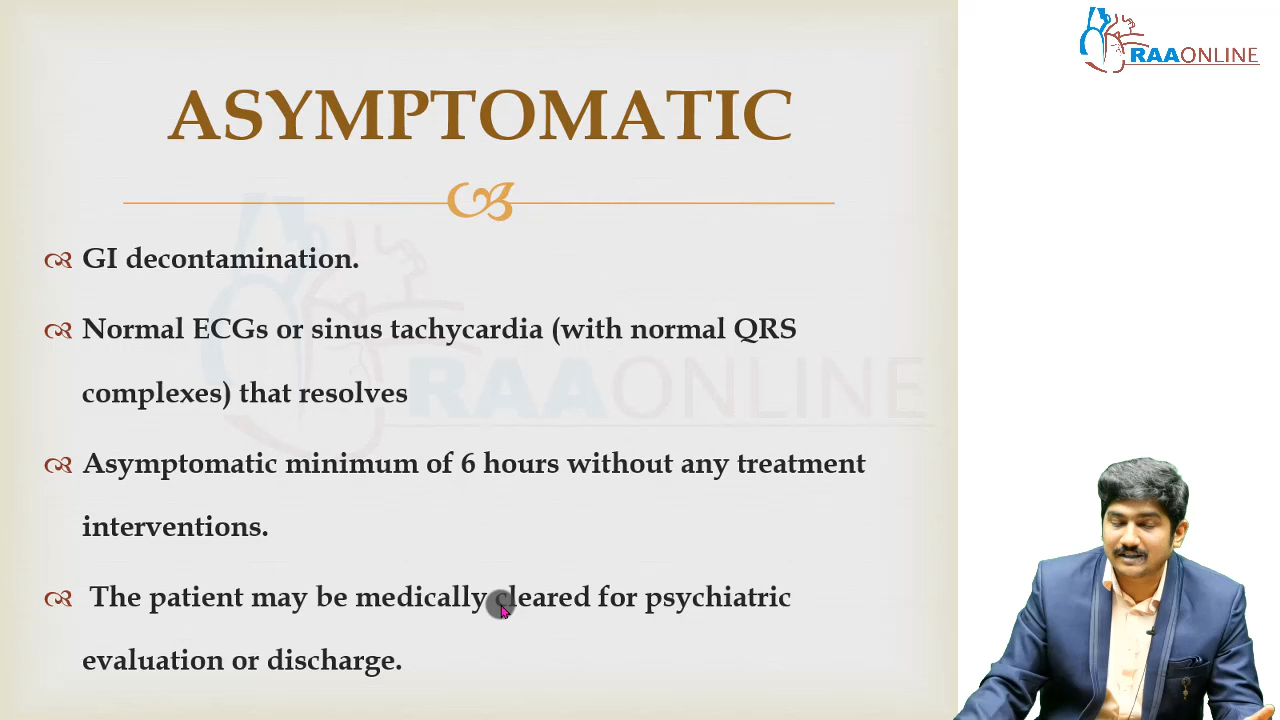 RAAONLINE
ASYMPTOMATIC
GI decontamination.
Normal ECGs or sinus tachycardia (with normal QRS
complexes) that resolves
RAAONLINE
Asymptomatic minimum of 6 hours without any treatment
interventions.
The patient may be medically cleared for psychiatric
evaluation or discharge.